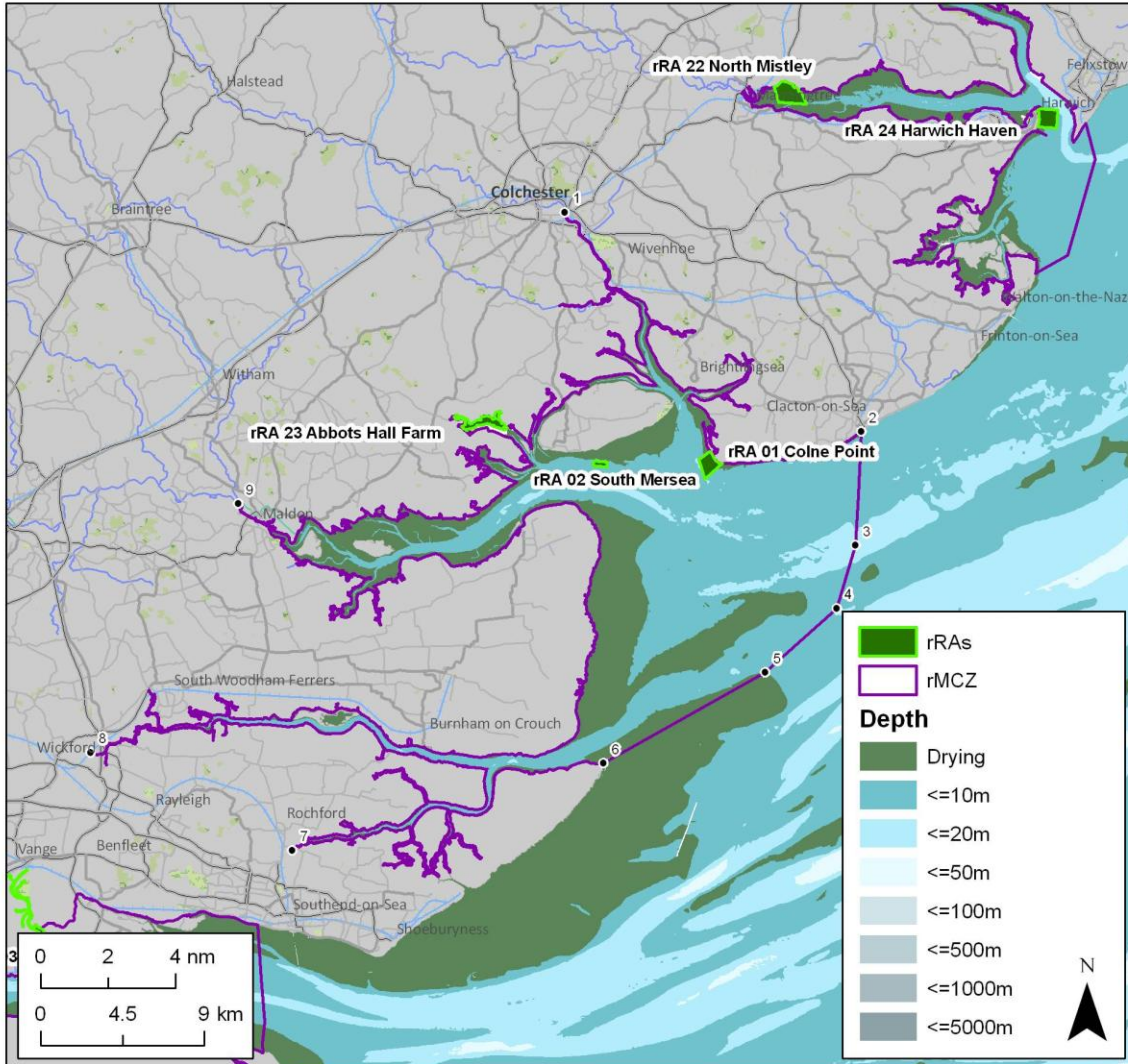 Halstead
rRA 22 North Mistley
Felixstow
Harwich
rRA 24 Harwich Haven
Colchester
1
Braintree
Wivenhoe
Walton-on-the-Naz
Frinton-on-Sea
Witham
Brightlingsea
Clacton-on-Sea
2
rRA 23 Abbots Hall Farm
rRA 01 Colne Point
rRA 02 South Mersea
9
Maldon
3
4
5
South Woodham Ferrers
Burnham on Crouch
8
Wickford
6
Rayleigh
Rochford
7
Vange
Benfleet
Southend-on-Sea
Shoeburyness
3
0 2 4 nm
0 4.5 9 km
rRAs
rMCZ
Depth
Drying
<=10m
<=20m
<=50m
<=100m
<=500m
<=1000m
<=5000m
N